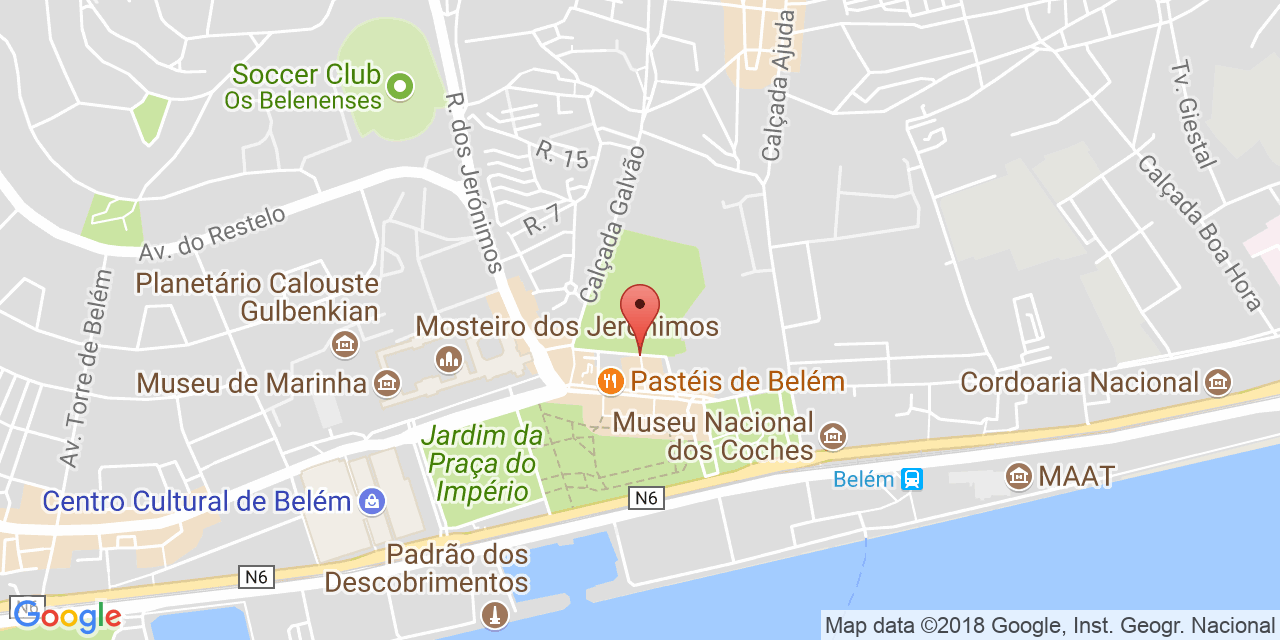 Calçada Ajuda
Tv. Giestal
Soccer Club
Os Belenenses
R. dos Jerónimos
R. 15
Calçada Galvão
Calçada Boa Hora
R. 7
Av. do Restelo
Av. Torre de Belém
Planetário Calouste
Gulbenkian
Mosteiro dos Jerónimos
Museu de Marinha
Pastéis de Belém
Cordoaria Nacional
Museu Nacional
dos Coches
Jardim da
Praça do
Império
Belém
MAAT
Centro Cultural de Belém
N6
Padrão dos
Descobrimentos
N6
N6
Google
Map data ©2018 Google, Inst. Geogr. Nacional